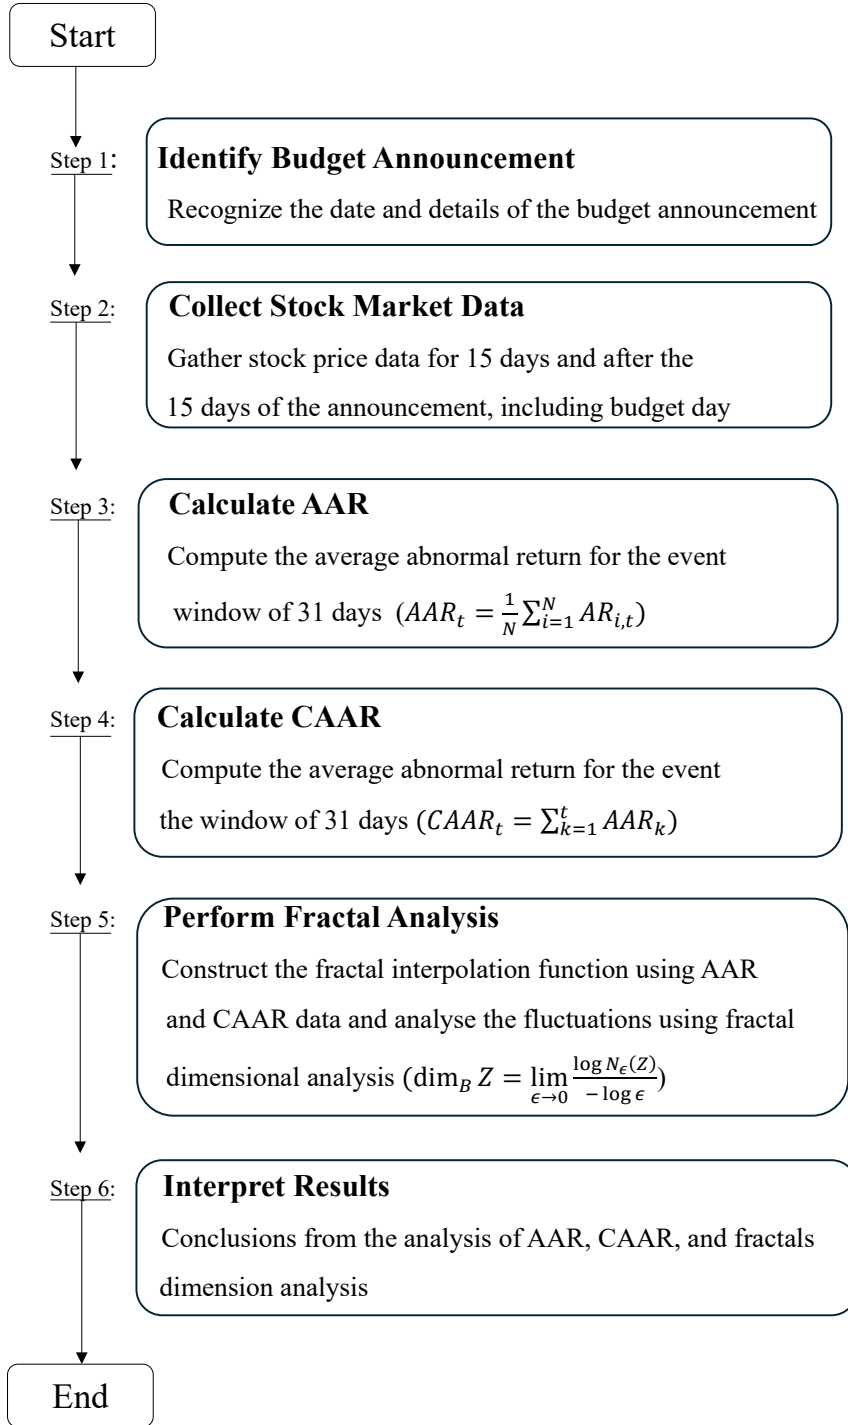 Start
Step 1: Identify Budget Announcement
Recognize the date and details of the budget announcement
Step 2: Collect Stock Market Data
Gather stock price data for 15 days and after the
15 days of the announcement, including budget day
Step 3: Calculate AAR
Compute the average abnormal return for the event
window of 31 days (AAR_t = \frac{1}{N} \sum_{i=1}^{N} AR_{i,t})
Step 4: Calculate CAAR
Compute the average abnormal return for the event
the window of 31 days (CAAR_t = \sum_{k=1}^{t} AAR_k)
Step 5: Perform Fractal Analysis
Construct the fractal interpolation function using AAR
and CAAR data and analyse the fluctuations using fractal
dimensional analysis (\dim_B Z = \lim_{\epsilon \to 0} \frac{\log N_\epsilon(Z)}{-\log \epsilon})
Step 6: Interpret Results
Conclusions from the analysis of AAR, CAAR, and fractals
dimension analysis
End